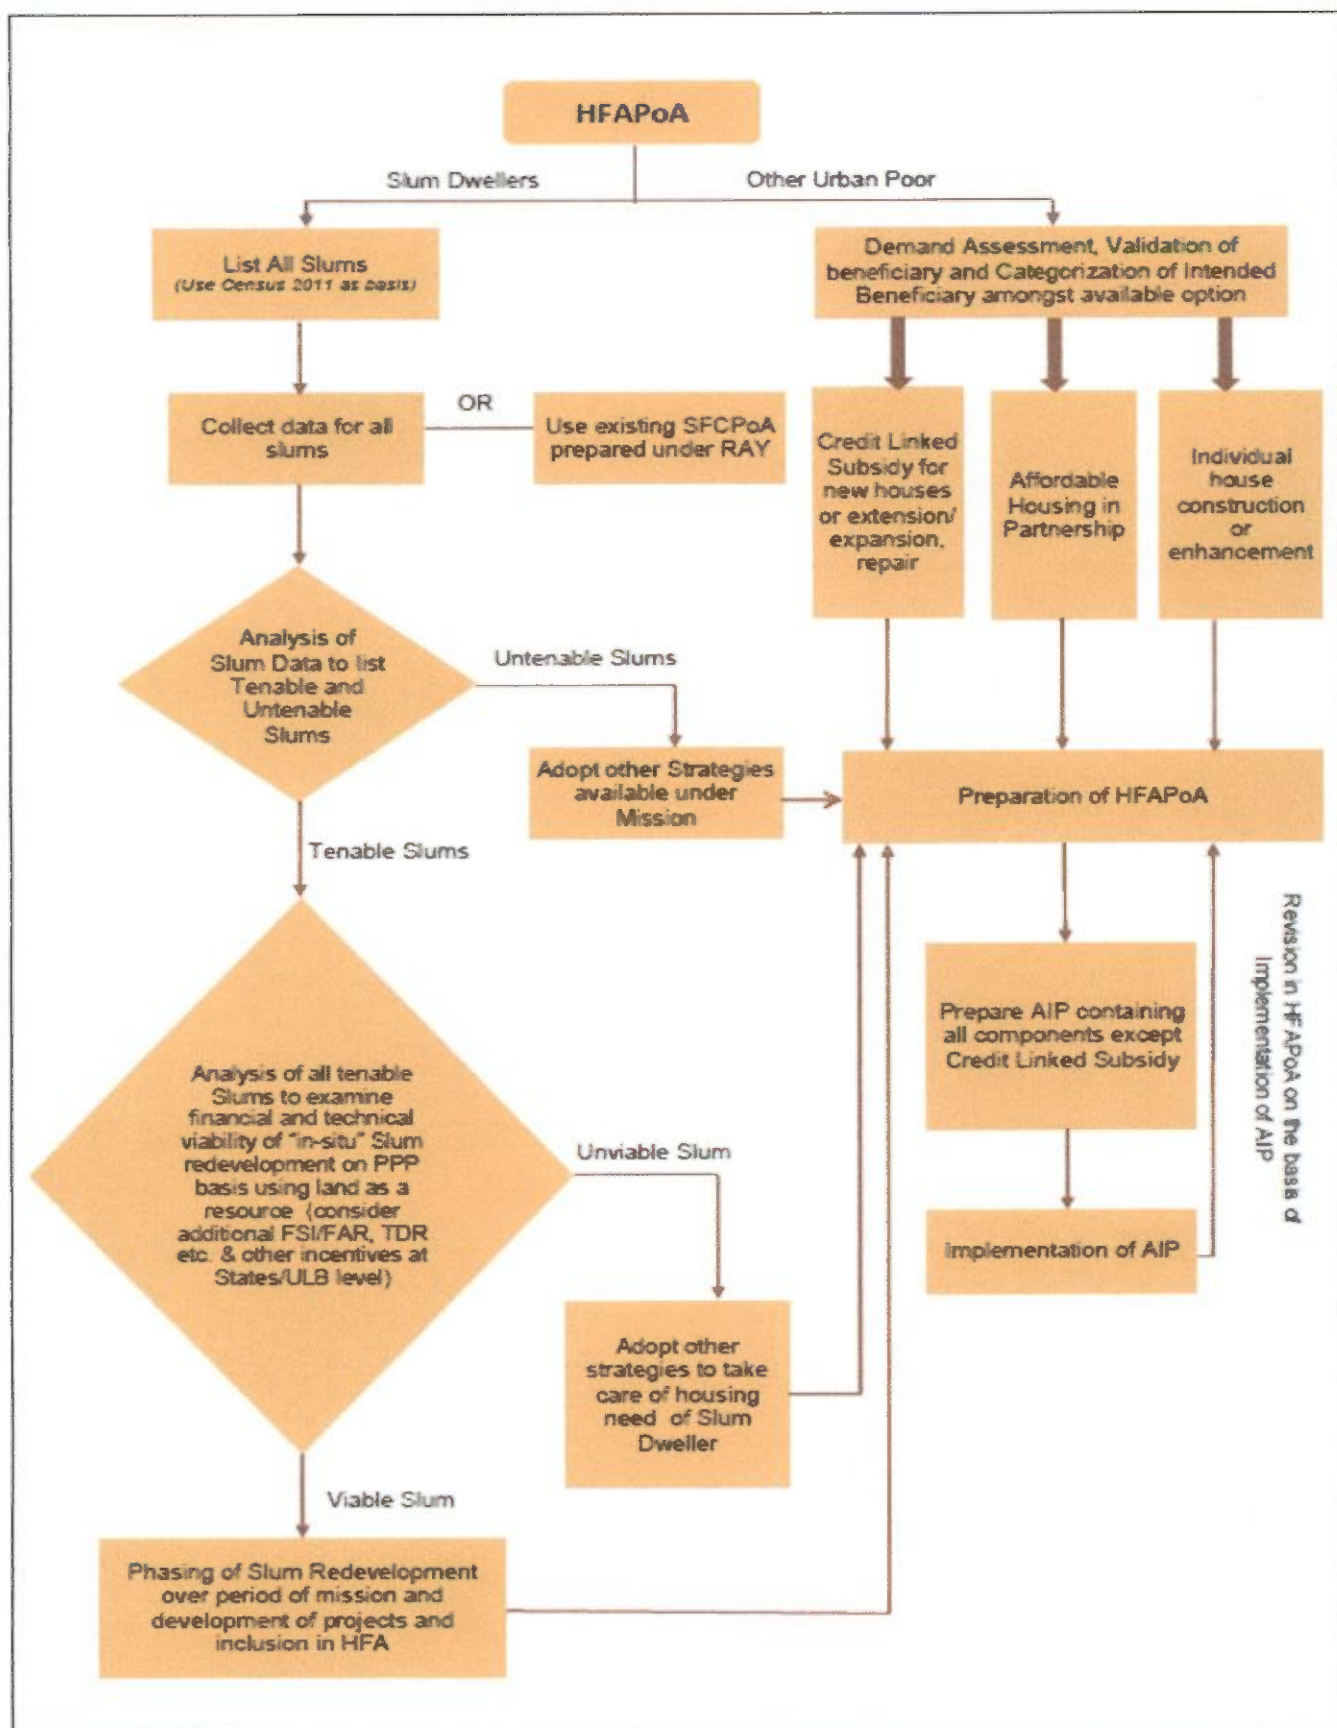 HFAPoA
Slum Dwellers
Other Urban Poor
List All Slums
(Use Census 2011 as basis)
Demand Assessment, Validation of
beneficiary and Categorization of Intended
Beneficiary amongst available option
Collect data for all
slums
OR
Use existing SFCPoA
prepared under RAY
Credit Linked
Subsidy for
new houses
or extension/
expansion,
repair
Affordable
Housing in
Partnership
Individual
house
construction
or
enhancement
Analysis of
Slum Data to list
Tenable and
Untenable
Slums
Untenable Slums
Adopt other Strategies
available under
Mission
Preparation of HFAPoA
Tenable Slums
Analysis of all tenable
Slums to examine
financial and technical
viability of "in-situ" Slum
redevelopment on PPP
basis using land as a
resource (consider
additional FSI/FAR, TDR
etc. & other incentives at
States/ULB level)
Unviable Slum
Prepare AIP containing
all components except
Credit Linked Subsidy
Revision in HFAPoA on the basis of
Implementation of AIP
Implementation of AIP
Adopt other
strategies to take
care of housing
need of Slum
Dweller
Viable Slum
Phasing of Slum Redevelopment
over period of mission and
development of projects and
inclusion in HFA